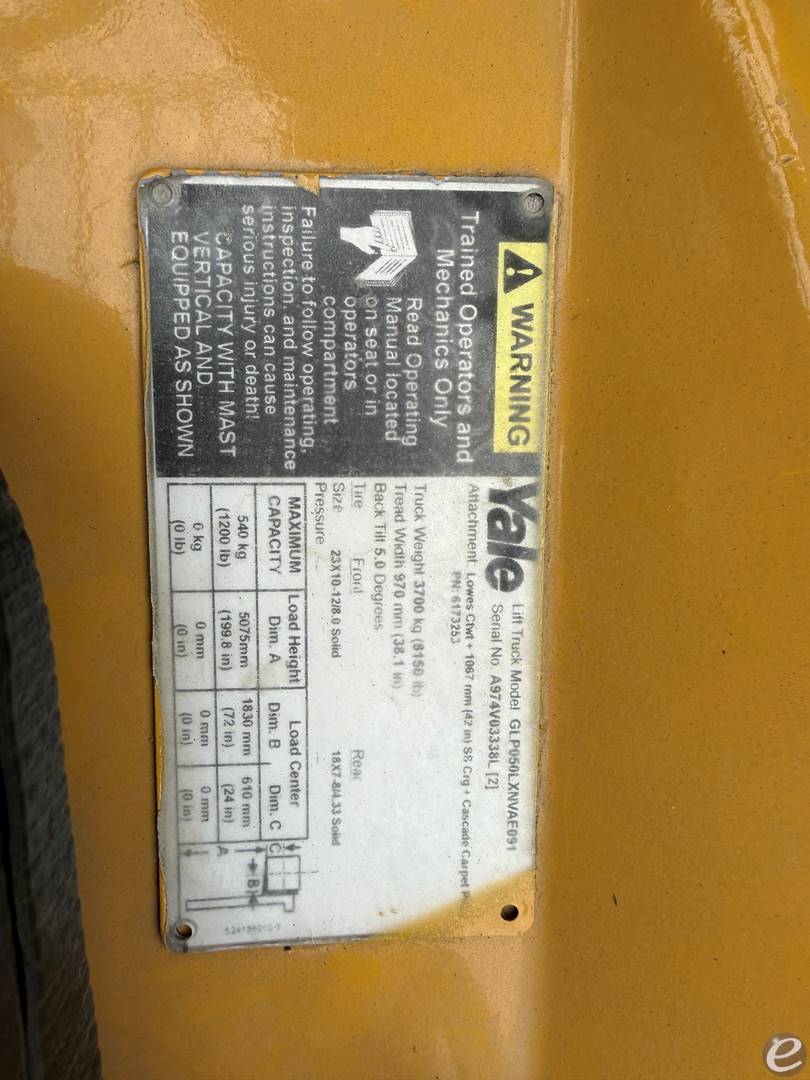 WARNING
Trained Operators and
Mechanics Only
Read Operating
Manual located
on seat or in
operators
compartment
Failure to follow operating,
inspection, and maintenance
instructions can cause
serious injury or death!
CAPACITY WITH MAST
VERTICAL AND
EQUIPPED AS SHOWN
Yale
Lift Truck Model GLP050LXNVAE091
Serial No. A974V03338L [2]
Attachment: Lowes Ctwt + 1067 mm (42 in) SS Crg + Cascade Carpet
PN: 6173253
Truck Weight 3700 kg (8150 lb)
Tread Width 970 mm (38.1 in)
Back Tilt 5.0 Degrees
Tire Front Rear
Size 23X10-12/8.0 Solid 18X7-8/4.33 Solid
Pressure
MAXIMUM CAPACITY Load Height Dim. A Load Center Dim. B Dim. C
540 kg 5075mm 1830 mm 610 mm
(1200 lb) (199.8 in) (72 in) (24 in)
0 kg 0 mm 0 mm 0 mm
(0 lb) (0 in) (0 in) (0 in)
A
B
C
e